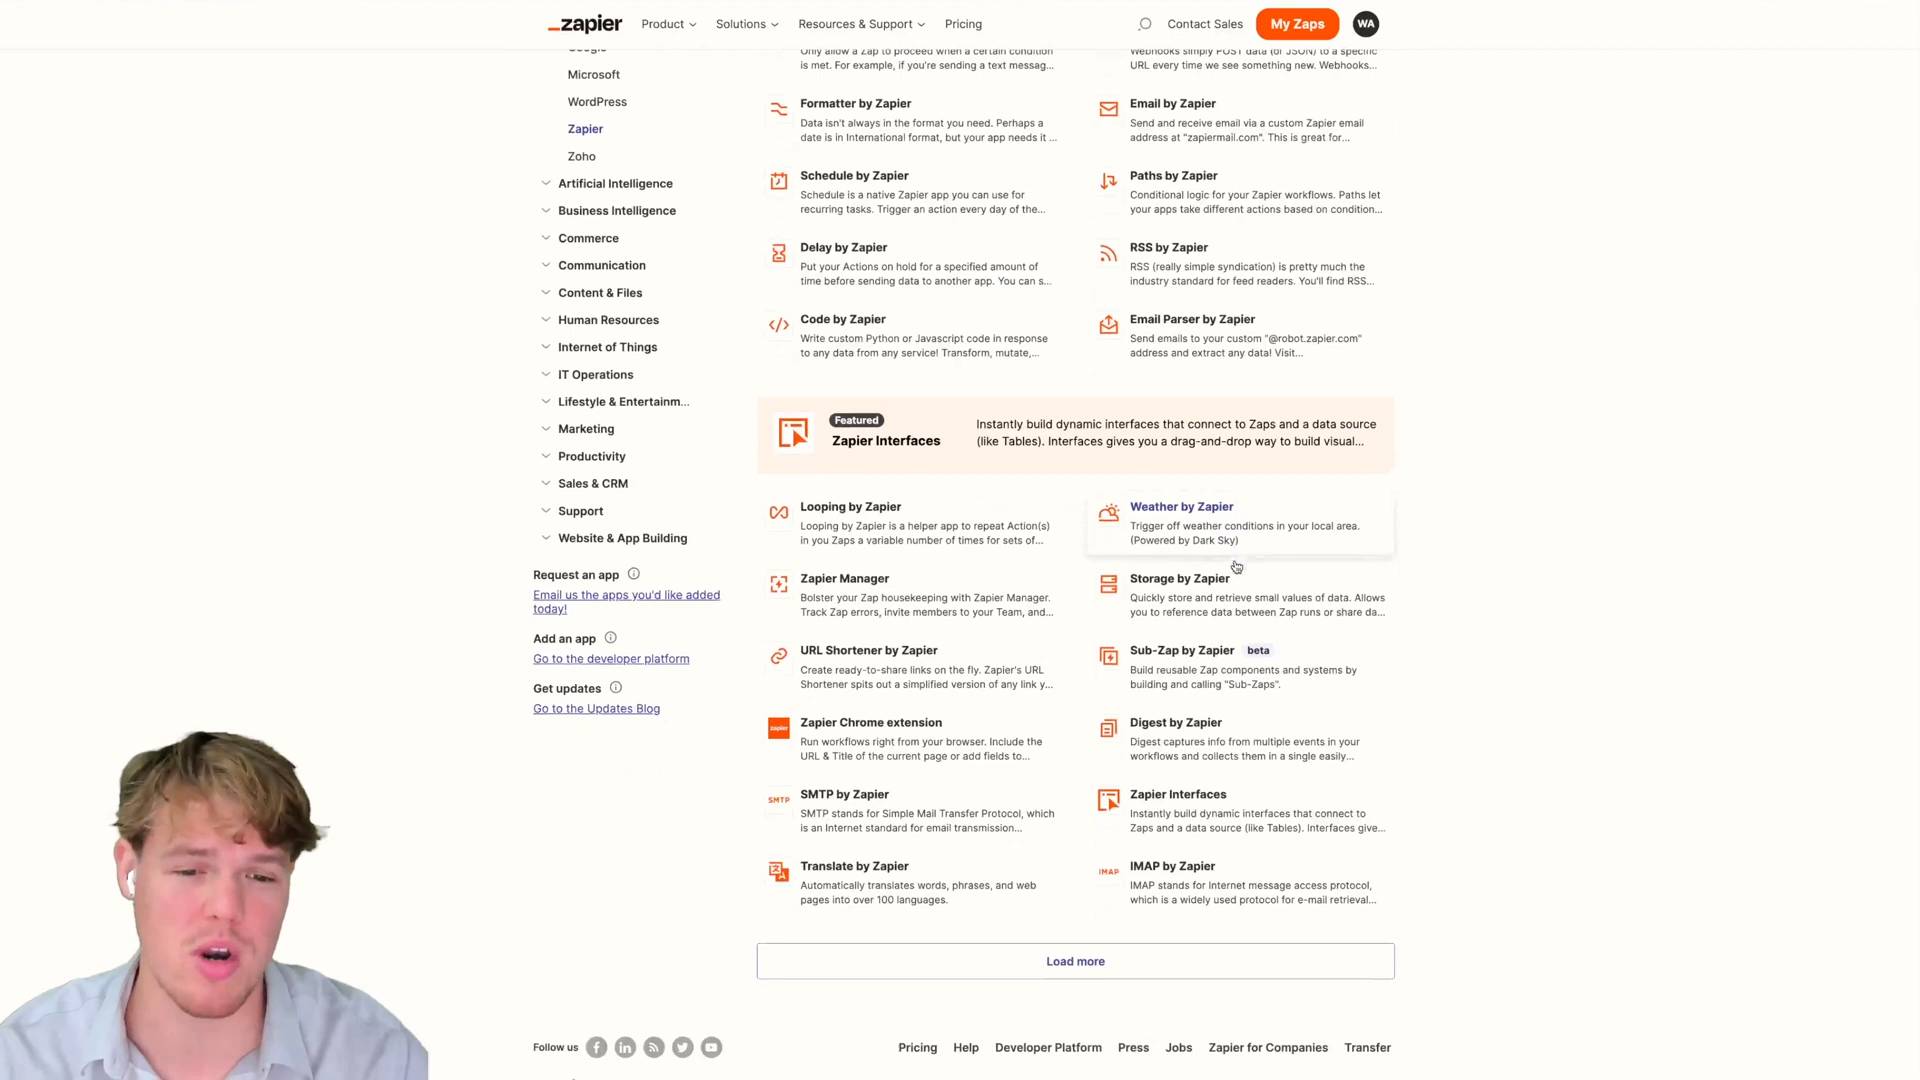 zapier
Product
Solutions
Resources & Support
Pricing
Contact Sales
My Zaps
WA
Google
Microsoft
WordPress
Zapier
Zoho
Artificial Intelligence
Business Intelligence
Commerce
Communication
Content & Files
Human Resources
Internet of Things
IT Operations
Lifestyle & Entertainm...
Marketing
Productivity
Sales & CRM
Support
Website & App Building
Request an app
Email us the apps you'd like added
today!
Add an app
Go to the developer platform
Get updates
Go to the Updates Blog
Only allow a Zap to proceed when a certain condition
is met. For example, if you're sending a text messag...
Webhooks simply POST data (or JSON) to a specific
URL every time we see something new. Webhooks...
Formatter by Zapier
Data isn't always in the format you need. Perhaps a
date is in International format, but your app needs it ...
Email by Zapier
Send and receive email via a custom Zapier email
address at "zapiermail.com". This is great for...
Schedule by Zapier
Schedule is a native Zapier app you can use for
recurring tasks. Trigger an action every day of the...
Paths by Zapier
Conditional logic for your Zapier workflows. Paths let
your apps take different actions based on condition...
Delay by Zapier
Put your Actions on hold for a specified amount of
time before sending data to another app. You can s...
RSS by Zapier
RSS (really simple syndication) is pretty much the
industry standard for feed readers. You'll find RSS...
Code by Zapier
Write custom Python or Javascript code in response
to any data from any service! Transform, mutate,...
Email Parser by Zapier
Send emails to your custom "@robot.zapier.com"
address and extract any data! Visit...
Featured
Zapier Interfaces
Instantly build dynamic interfaces that connect to Zaps and a data source
(like Tables). Interfaces gives you a drag-and-drop way to build visual...
Looping by Zapier
Looping by Zapier is a helper app to repeat Action(s)
in you Zaps a variable number of times for sets of...
Weather by Zapier
Trigger off weather conditions in your local area.
(Powered by Dark Sky)
Zapier Manager
Bolster your Zap housekeeping with Zapier Manager.
Track Zap errors, invite members to your Team, and...
Storage by Zapier
Quickly store and retrieve small values of data. Allows
you to reference data between Zap runs or share da...
URL Shortener by Zapier
Create ready-to-share links on the fly. Zapier's URL
Shortener spits out a simplified version of any link y...
Sub-Zap by Zapier beta
Build reusable Zap components and systems by
building and calling "Sub-Zaps".
zapier
Zapier Chrome extension
Run workflows right from your browser. Include the
URL & Title of the current page or add fields to...
Digest by Zapier
Digest captures info from multiple events in your
workflows and collects them in a single easily...
SMTP
SMTP by Zapier
SMTP stands for Simple Mail Transfer Protocol, which
is an Internet standard for email transmission...
Zapier Interfaces
Instantly build dynamic interfaces that connect to
Zaps and a data source (like Tables). Interfaces give...
Translate by Zapier
Automatically translates words, phrases, and web
pages into over 100 languages.
IMAP
IMAP by Zapier
IMAP stands for Internet message access protocol,
which is a widely used protocol for e-mail retrieval...
Load more
Follow us
Pricing
Help
Developer Platform
Press
Jobs
Zapier for Companies
Transfer